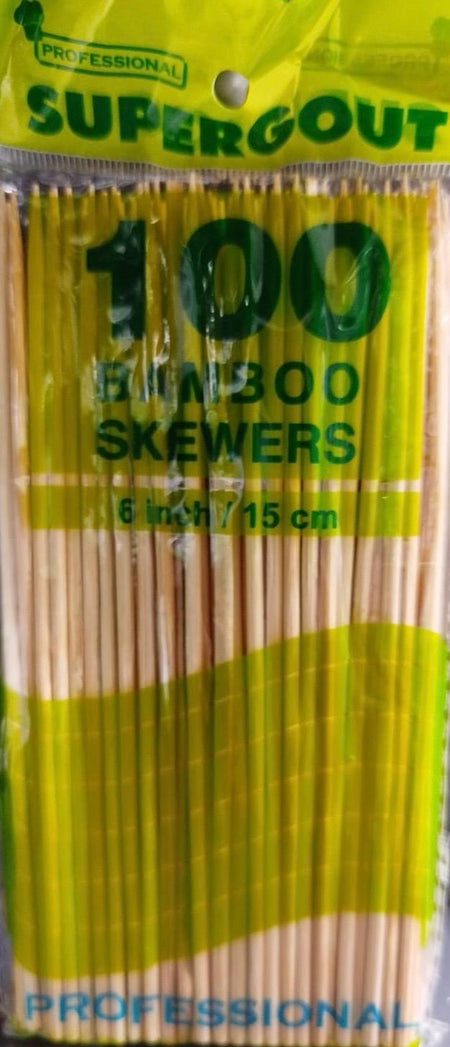 PROFESSIONAL
SUPERGOUT
100
BAMBOO
SKEWERS
6 inch / 15 cm
PROFESSIONAL